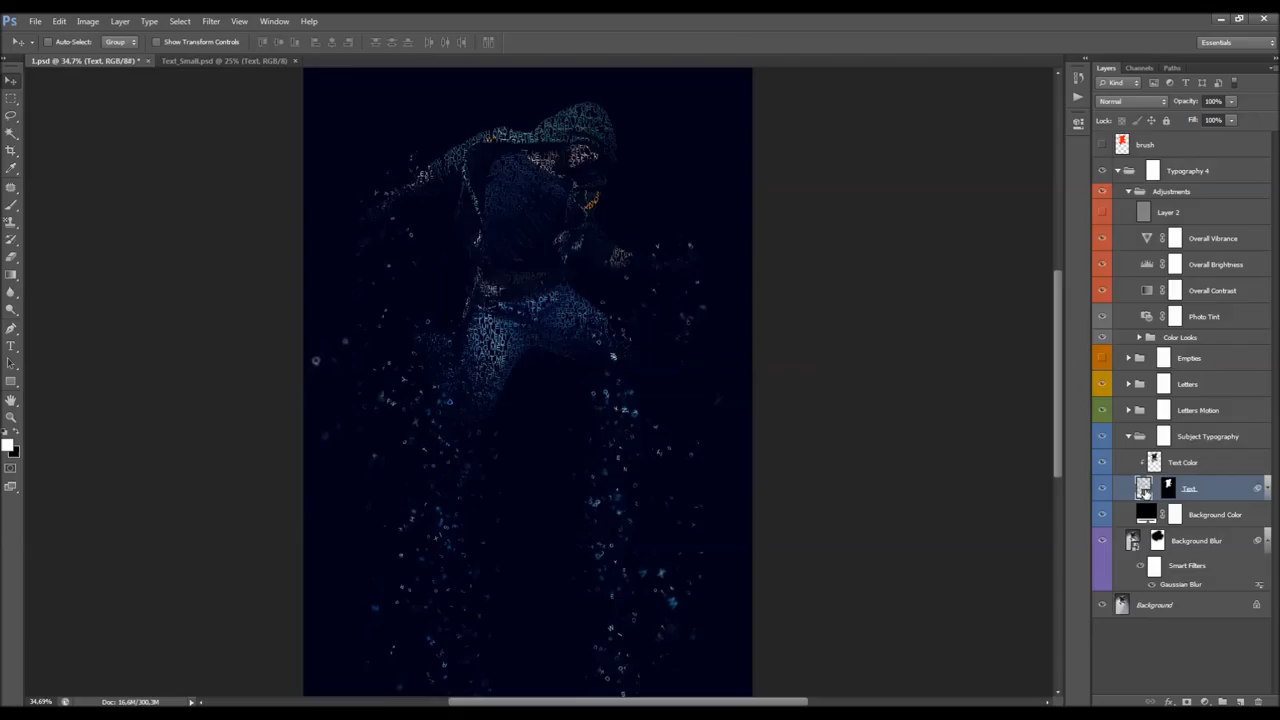 Ps File Edit Image Layer Type Select Filter View Window Help
Auto-Select: Group Show Transform Controls Essentials
1.psd @ 34.7% (Text, RGB/8#) * × Text_Small.psd @ 25% (Text, RGB/8) ×
Layers Channels Paths
Kind
Normal Opacity: 100%
Lock: Fill: 100%
brush
Typography 4
Adjustments
Layer 2
Overall Vibrance
Overall Brightness
Overall Contrast
Photo Tint
Color Looks
Empties
Letters
Letters Motion
Subject Typography
Text Color
Text
Background Color
Background Blur
Smart Filters
Gaussian Blur
Background
34.69% Doc: 16.6M/300.3M